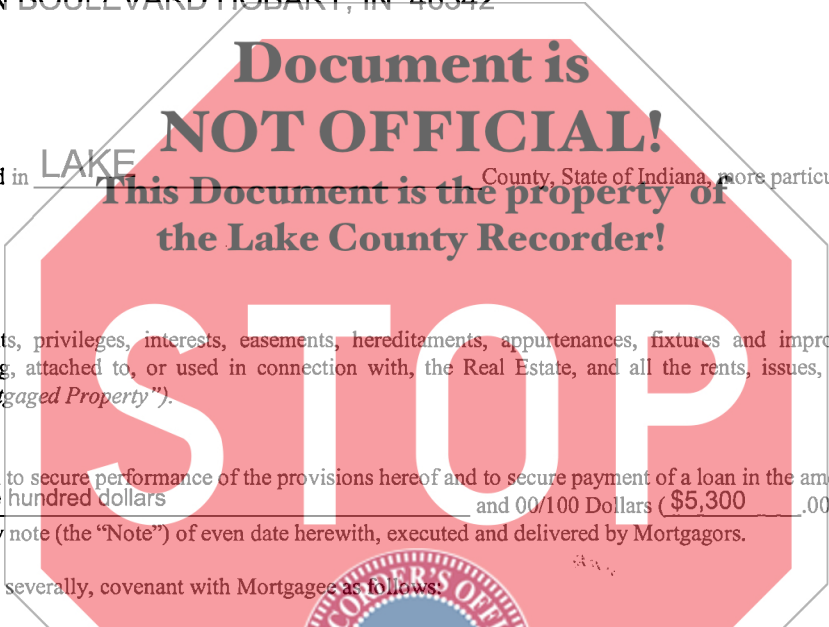 BOULEVARD HOBART, IN 46342
Document is
NOT OFFICIAL!
in LAKE County, State of Indiana, more particu
This Document is the property of
the Lake County Recorder!
ts, privileges, interests, easements, hereditaments, appurtenances, fixtures and impro
g, attached to, or used in connection with, the Real Estate, and all the rents, issues,
tgaged Property").
STOP
to secure performance of the provisions hereof and to secure payment of a loan in the am
hundred dollars and 00/100 Dollars ( $5,300 .00
y note (the “Note”) of even date herewith, executed and delivered by Mortgagors.
severally, covenant with Mortgagee as follows:
CORDER'S OFF